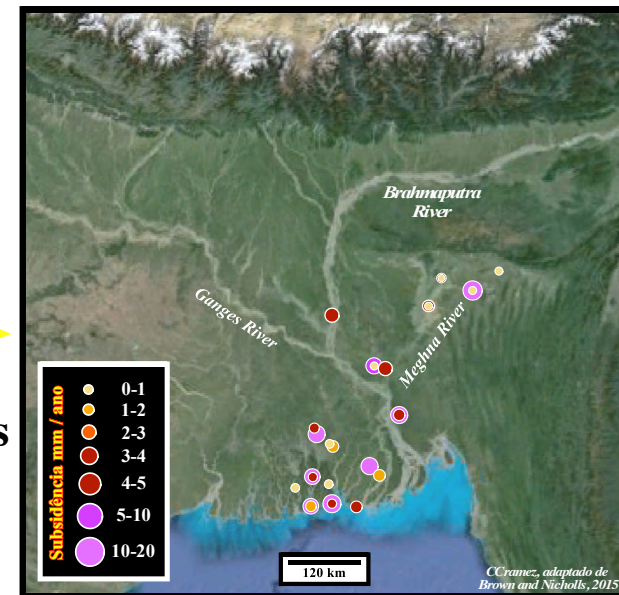 Brahmaputra
River
Ganges River
Meghna River
s
Subsidência mm / ano
0-1
1-2
2-3
3-4
4-5
5-10
10-20
120 km
CCramez, adaptado de
Brown and Nicholls, 2015